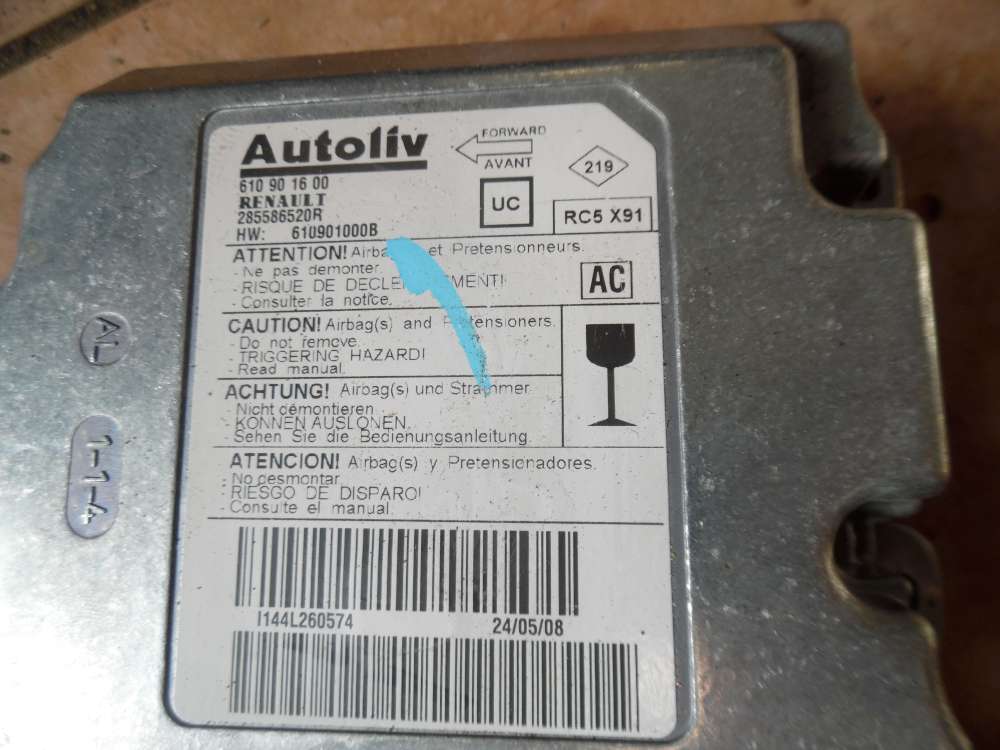 Autoliv
FORWARD
AVANT
219
610 90 16 00
RENAULT
285586520R
HW: 610901000B
UC
RC5 X91
ATTENTION! Airbag et Pretensionneurs.
- Ne pas demonter.
- RISQUE DE
- Consulter la notice.
AC
CAUTION! Airbag(s) and Pretensioners.
- Do not remove.
- TRIGGERING HAZARD!
- Read manual.
ACHTUNG! Airbag(s) und Strammer
- Nicht demontieren
- KONNEN AUSLONEN.
- Sehen Sie die Bedienungsanleitung.
ATENCION! Airbag(s) y Pretensionadores.
- No desmontar
- RIESGO DE DISPARO!
- Consulte el manual.
I144L260574 24/05/08
AL
1-1-4